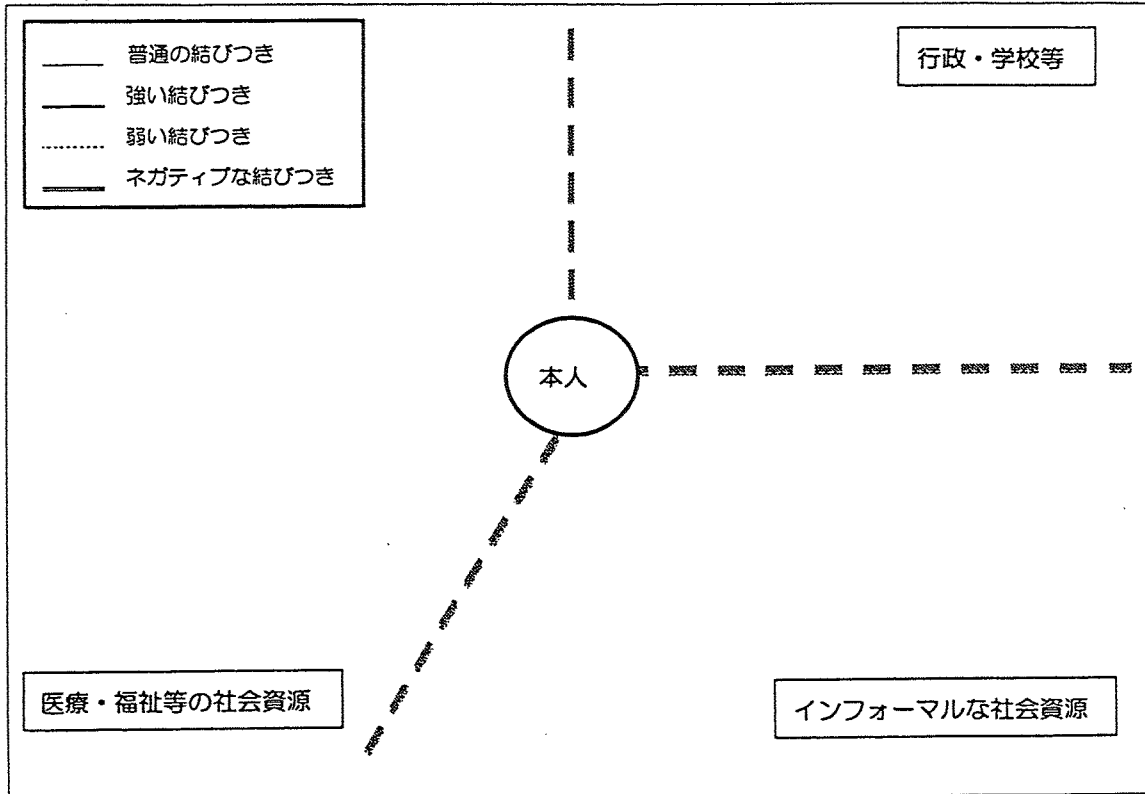 普通の結びつき
強い結びつき
弱い結びつき
ネガティブな結びつき
行政・学校等
本人
医療・福祉等の社会資源
インフォーマルな社会資源